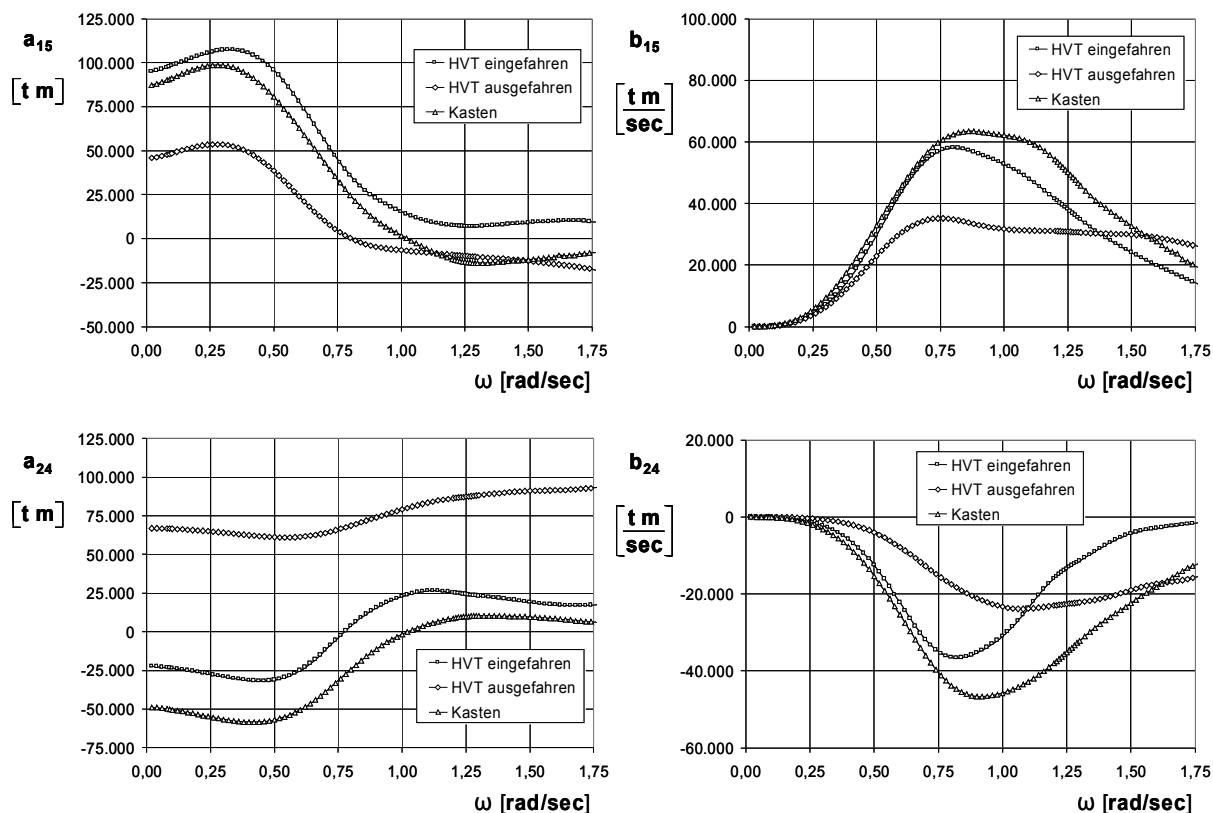 a15
[t m]
125.000
100.000
75.000
50.000
25.000
0
-25.000
-50.000
HVT eingefahren
HVT ausgefahren
Kasten
0,00 0,25 0,50 0,75 1,00 1,25 1,50 1,75
ω [rad/sec]
b15
[t m
sec]
100.000
80.000
60.000
40.000
20.000
0
HVT eingefahren
HVT ausgefahren
Kasten
0,00 0,25 0,50 0,75 1,00 1,25 1,50 1,75
ω [rad/sec]
a24
[t m]
125.000
100.000
75.000
50.000
25.000
0
-25.000
-50.000
-75.000
HVT eingefahren
HVT ausgefahren
Kasten
0,00 0,25 0,50 0,75 1,00 1,25 1,50 1,75
ω [rad/sec]
b24
[t m
sec]
20.000
0
-20.000
-40.000
-60.000
HVT eingefahren
HVT ausgefahren
Kasten
0,00 0,25 0,50 0,75 1,00 1,25 1,50 1,75
ω [rad/sec]